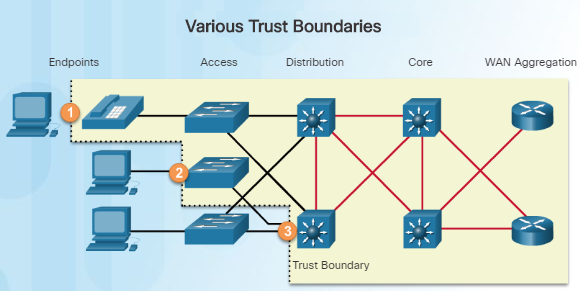 Various Trust Boundaries
Endpoints Access Distribution Core WAN Aggregation
1
2
3
Trust Boundary